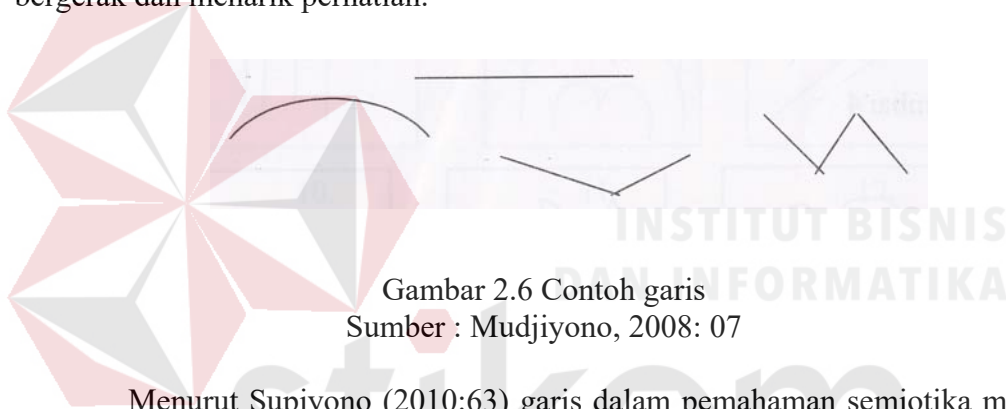 bergerak dan menarik perhatian.
INSTITUT BISNIS
DAN INFORMATIKA
Gambar 2.6 Contoh garis
Sumber : Mudjiyono, 2008: 07
stikom
Menurut Supiyono (2010:63) garis dalam pemahaman semiotika m